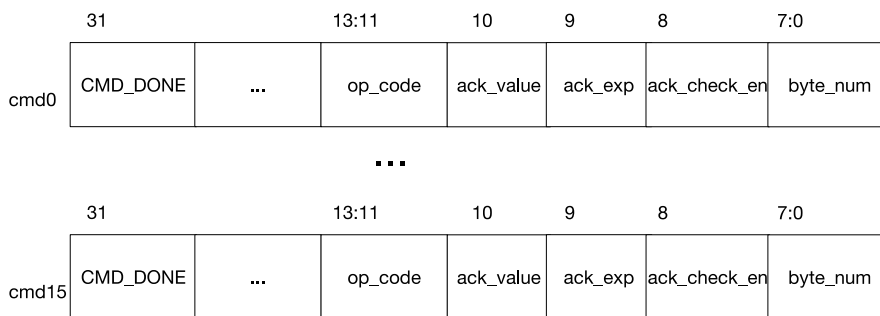 31 13:11 10 9 8 7:0
cmd0 CMD_DONE ... op_code ack_value ack_exp ack_check_en byte_num
...
31 13:11 10 9 8 7:0
cmd15 CMD_DONE ... op_code ack_value ack_exp ack_check_en byte_num